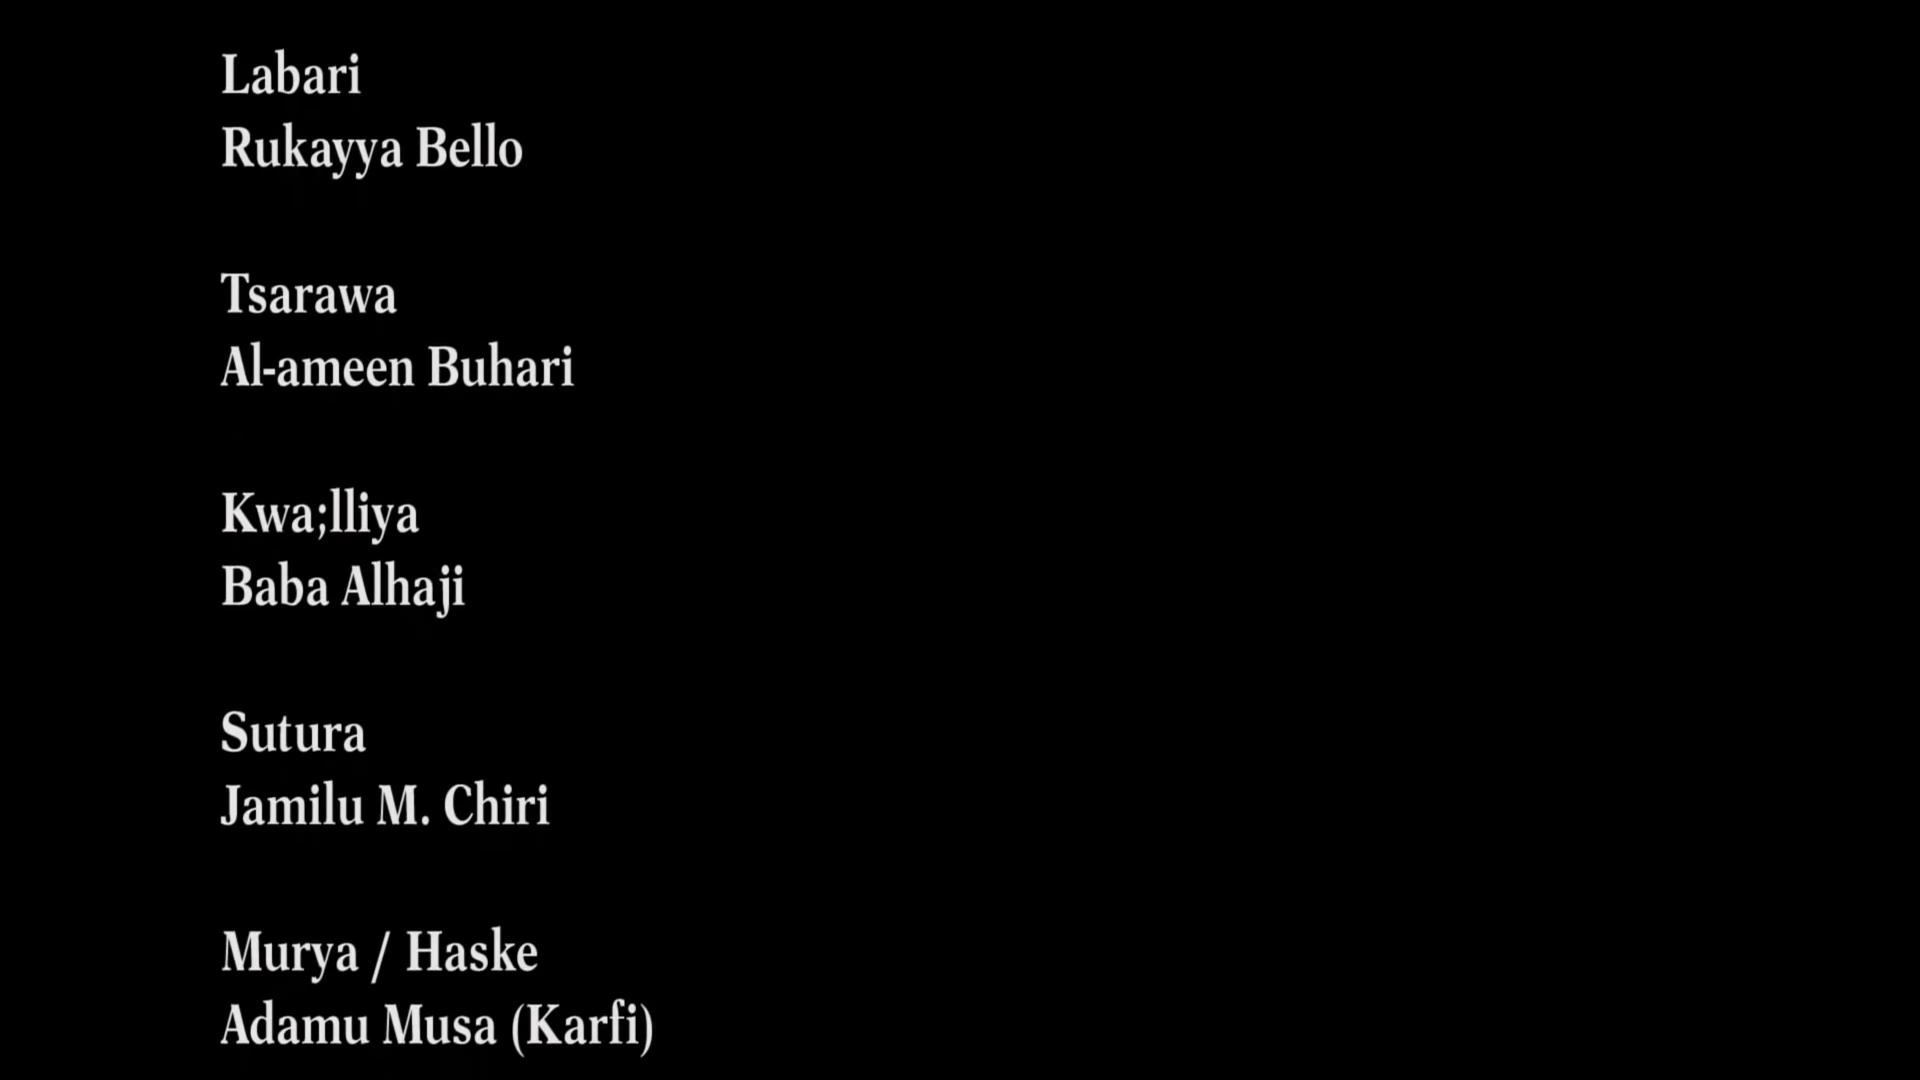 Labari
Rukayya Bello
Tsarawa
Al-ameen Buhari
Kwa;lliya
Baba Alhaji
Sutura
Jamilu M. Chiri
Murya / Haske
Adamu Musa (Karfi)